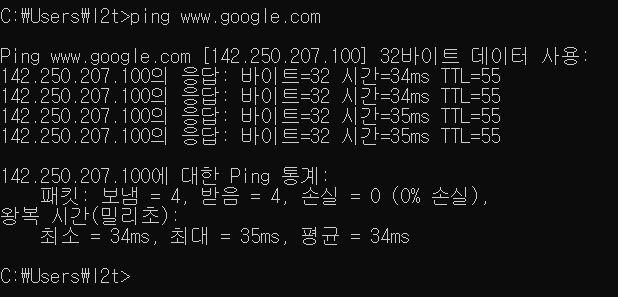 C:₩Users₩l2t>ping www.google.com
Ping www.google.com [142.250.207.100] 32바이트 데이터 사용:
142.250.207.100의 응답: 바이트=32 시간=34ms TTL=55
142.250.207.100의 응답: 바이트=32 시간=34ms TTL=55
142.250.207.100의 응답: 바이트=32 시간=35ms TTL=55
142.250.207.100의 응답: 바이트=32 시간=35ms TTL=55
142.250.207.100에 대한 Ping 통계:
패킷: 보냄 = 4, 받음 = 4, 손실 = 0 (0% 손실),
왕복 시간(밀리초):
최소 = 34ms, 최대 = 35ms, 평균 = 34ms
C:₩Users₩l2t>